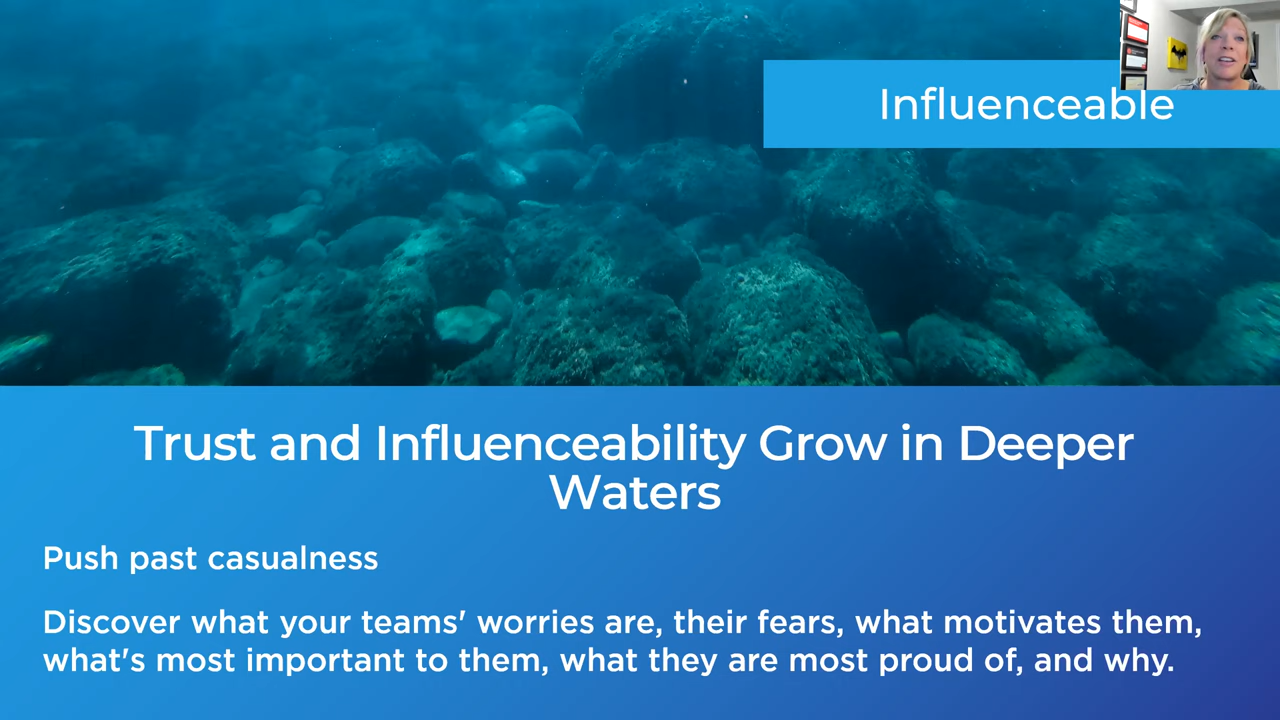 Influenceable
Trust and Influenceability Grow in Deeper
Waters
Push past casualness
Discover what your teams' worries are, their fears, what motivates them,
what's most important to them, what they are most proud of, and why.